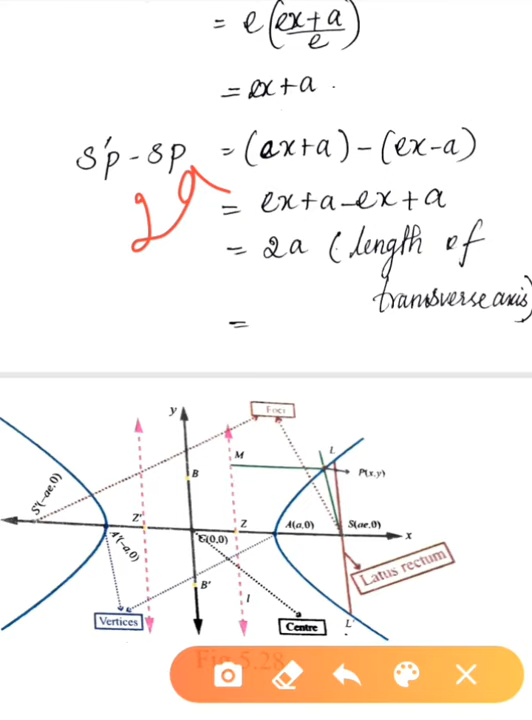 = e(ex+a/e)
= ex+a .
S'p - Sp = (ex+a) - (ex-a)
2a
= ex+a-ex+a
= 2a (length of
transverse axis)
=
y
Foci
L
M
P(x,y)
B
S'(-ae,0)
Z'
Z
A(a,0)
S(ae,0)
x
A'(-a,0)
C(0,0)
Latus rectum
B'
l
Vertices
Centre
L'
Fig 5.28